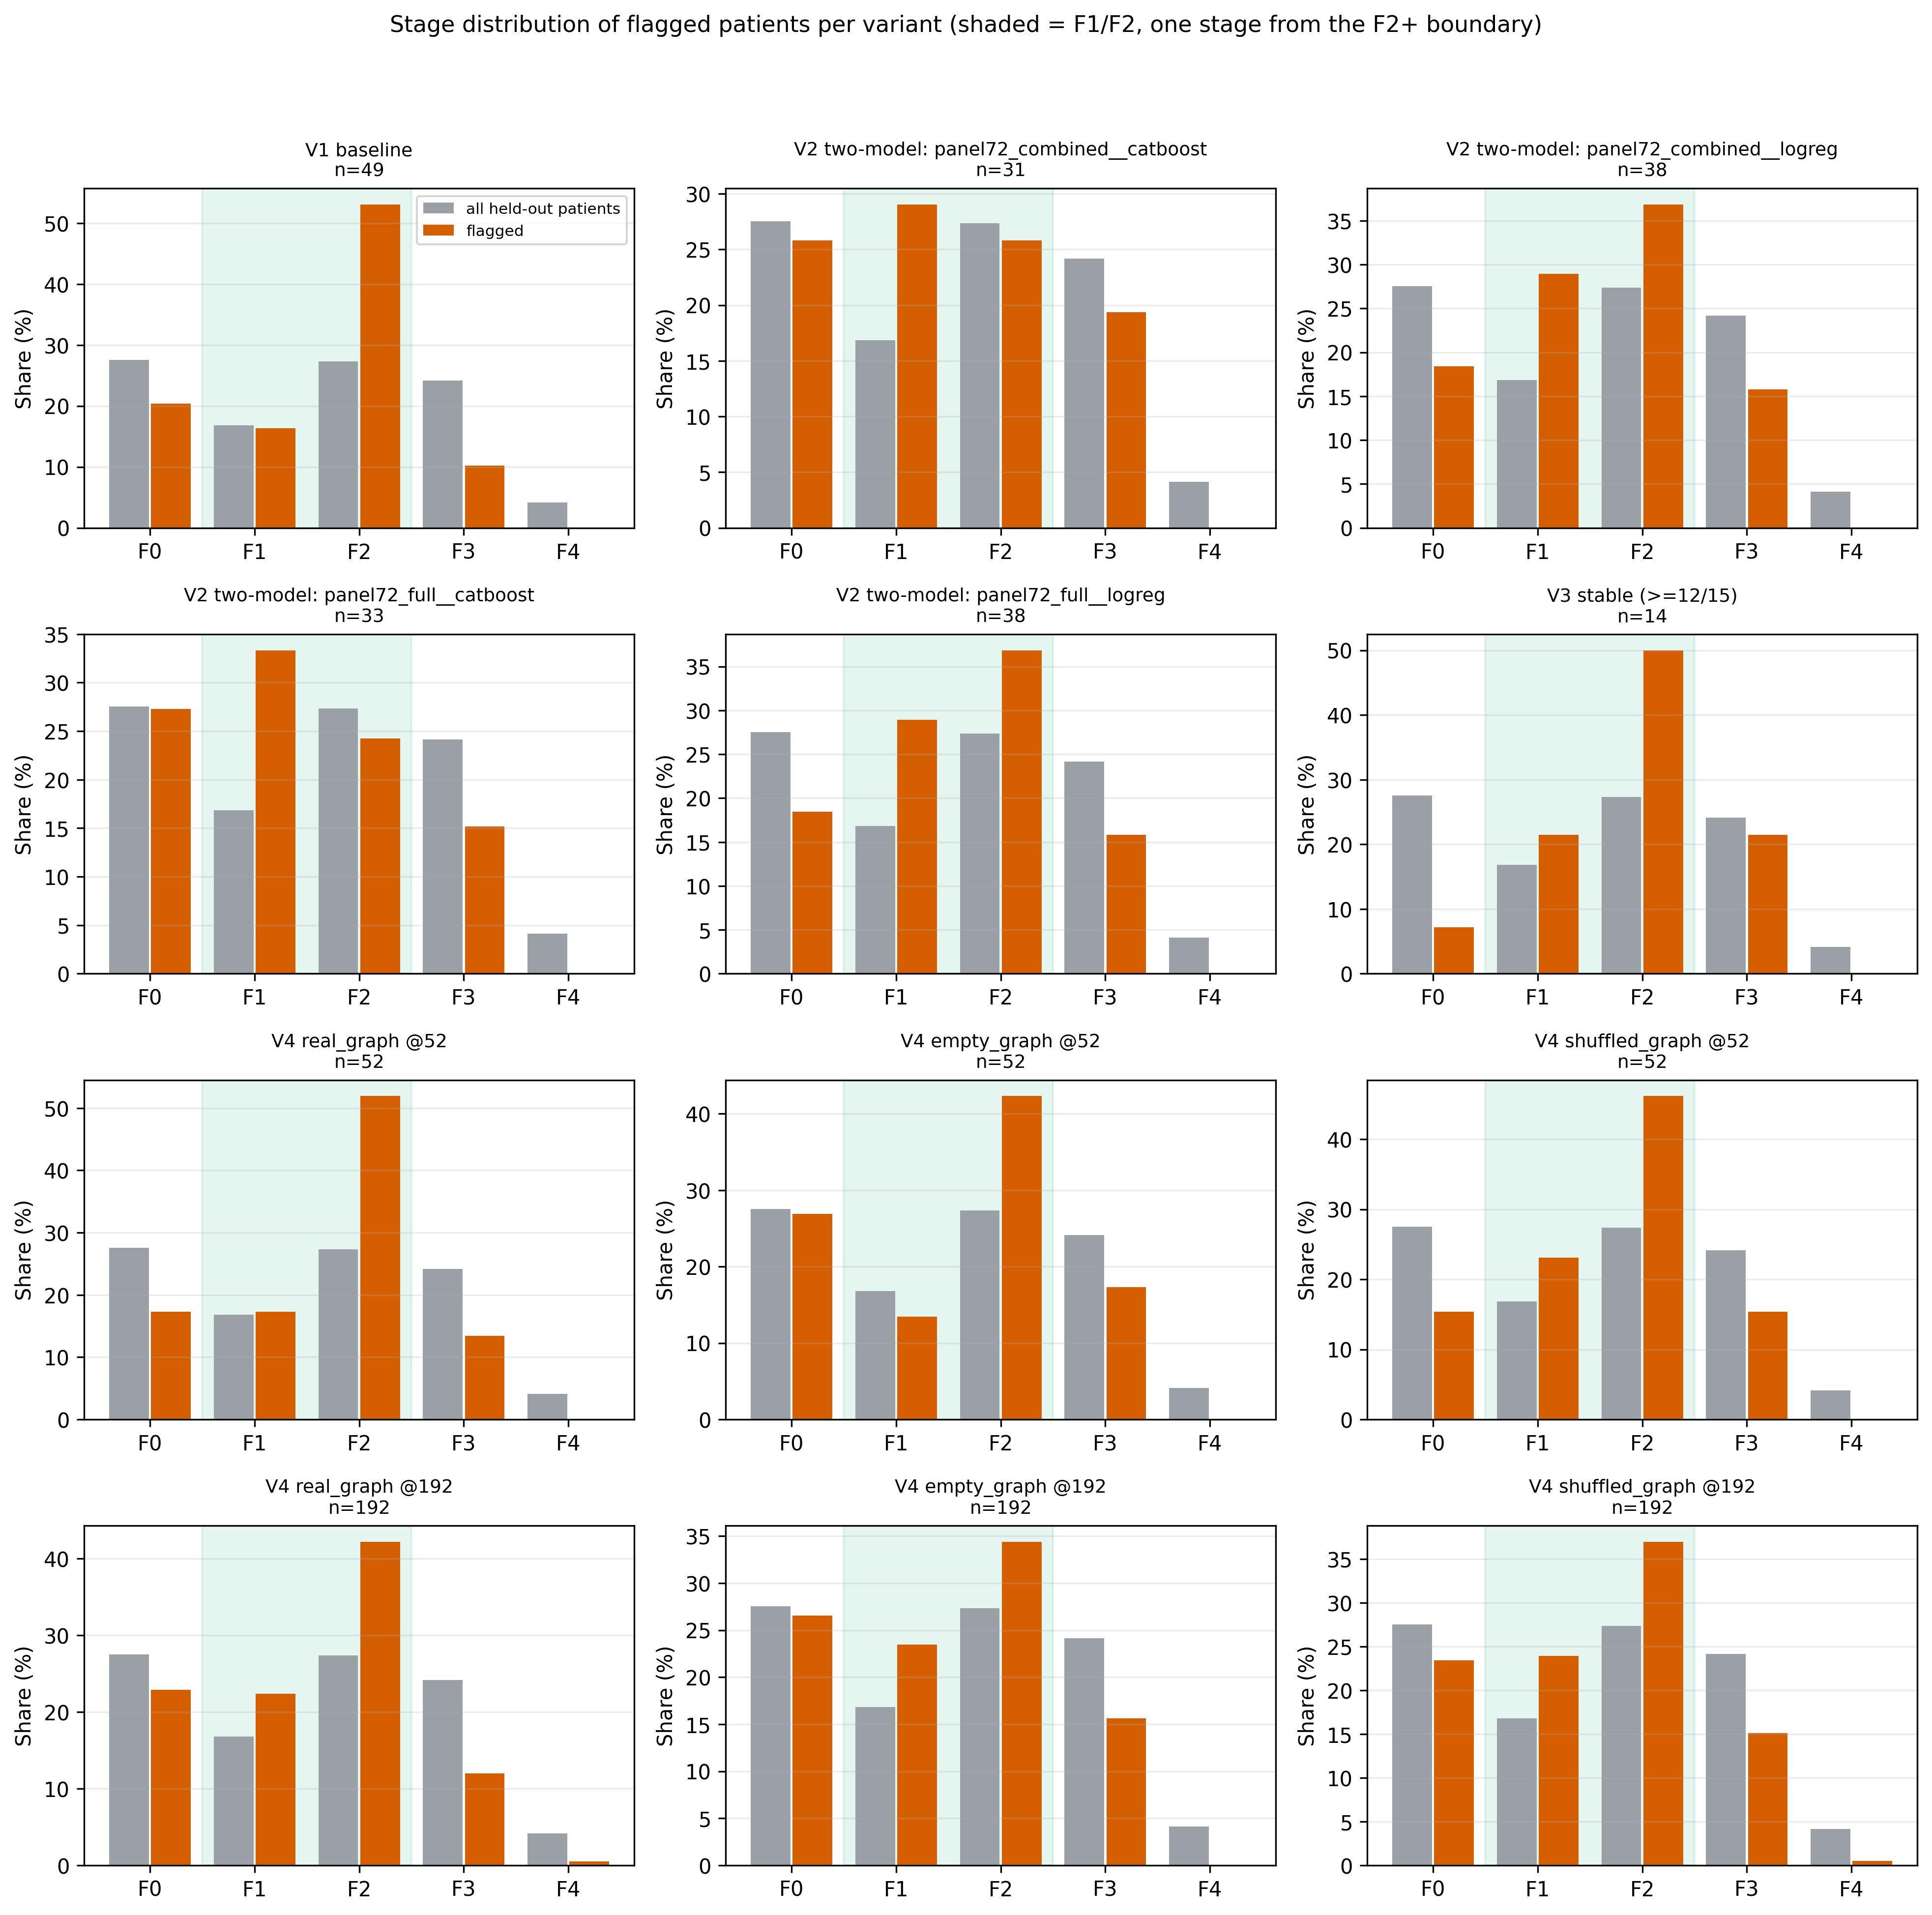 Stage distribution of flagged patients per variant (shaded = F1/F2, one stage from the F2+ boundary)
V1 baseline
n=49
Share (%)
50
40
30
20
10
0
F0 F1 F2 F3 F4
all held-out patients
flagged
V2 two-model: panel72_combined__catboost
n=31
Share (%)
30
25
20
15
10
5
0
F0 F1 F2 F3 F4
V2 two-model: panel72_combined__logreg
n=38
Share (%)
35
30
25
20
15
10
5
0
F0 F1 F2 F3 F4
V2 two-model: panel72_full__catboost
n=33
Share (%)
35
30
25
20
15
10
5
0
F0 F1 F2 F3 F4
V2 two-model: panel72_full__logreg
n=38
Share (%)
35
30
25
20
15
10
5
0
F0 F1 F2 F3 F4
V3 stable (>=12/15)
n=14
Share (%)
50
40
30
20
10
0
F0 F1 F2 F3 F4
V4 real_graph @52
n=52
Share (%)
50
40
30
20
10
0
F0 F1 F2 F3 F4
V4 empty_graph @52
n=52
Share (%)
40
30
20
10
0
F0 F1 F2 F3 F4
V4 shuffled_graph @52
n=52
Share (%)
40
30
20
10
0
F0 F1 F2 F3 F4
V4 real_graph @192
n=192
Share (%)
40
30
20
10
0
F0 F1 F2 F3 F4
V4 empty_graph @192
n=192
Share (%)
35
30
25
20
15
10
5
0
F0 F1 F2 F3 F4
V4 shuffled_graph @192
n=192
Share (%)
35
30
25
20
15
10
5
0
F0 F1 F2 F3 F4